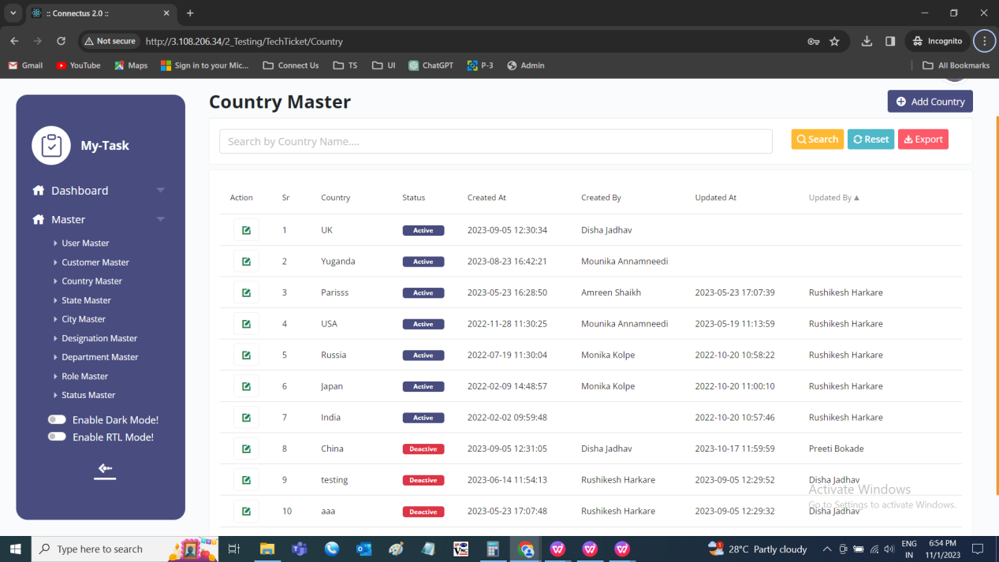 :: Connectus 2.0 ::
Not secure http://3.108.206.34/2_Testing/TechTicket/Country Incognito
Gmail YouTube Maps Sign in to your Mic... Connect Us TS UI ChatGPT P-3 Admin All Bookmarks
My-Task
Dashboard
Master
User Master
Customer Master
Country Master
State Master
City Master
Designation Master
Department Master
Role Master
Status Master
Enable Dark Mode!
Enable RTL Mode!
Country Master Add Country
Search by Country Name.... Search Reset Export
Action Sr Country Status Created At Created By Updated At Updated By ▲
1 UK Active 2023-09-05 12:30:34 Disha Jadhav
2 Yuganda Active 2023-08-23 16:42:21 Mounika Annamneedi
3 Parisss Active 2023-05-23 16:28:50 Amreen Shaikh 2023-05-23 17:07:39 Rushikesh Harkare
4 USA Active 2022-11-28 11:30:25 Mounika Annamneedi 2023-05-19 11:13:59 Rushikesh Harkare
5 Russia Active 2022-07-19 11:30:04 Monika Kolpe 2022-10-20 10:58:22 Rushikesh Harkare
6 Japan Active 2022-02-09 14:48:57 Monika Kolpe 2022-10-20 11:00:10 Rushikesh Harkare
7 India Active 2022-02-02 09:59:48 2022-10-20 10:57:46 Rushikesh Harkare
8 China Deactive 2023-09-05 12:31:05 Disha Jadhav 2023-10-17 11:59:59 Preeti Bokade
9 testing Deactive 2023-06-14 11:54:13 Rushikesh Harkare 2023-09-05 12:29:52 Disha Jadhav
10 aaa Deactive 2023-05-23 17:07:48 Rushikesh Harkare 2023-09-05 12:29:32 Disha Jadhav
Activate Windows
Go to Settings to activate Windows.
Type here to search 1 28°C Partly cloudy ENG 6:54 PM
IN 11/1/2023